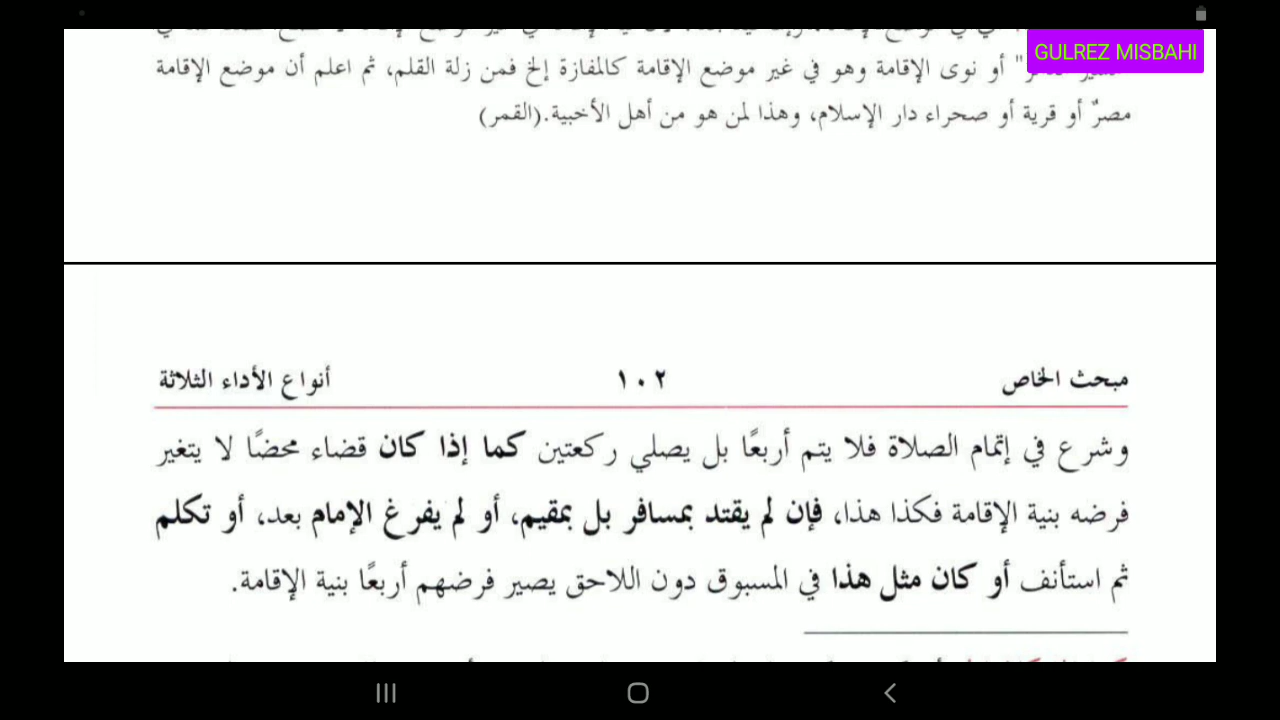 GULREZ MISBAHI
أو نوى الإقامة وهو في غير موضع الإقامة كالمفازة إلخ فمن زلة القلم، ثم اعلم أن موضع الإقامة
مصرٌ أو قرية أو صحراء دار الإسلام، وهذا لمن هو من أهل الأخبية.(القمر)
مبحث الخاص ١٠٢ أنواع الأداء الثلاثة
وشرع في إتمام الصلاة فلا يتم أربعًا بل يصلي ركعتين كما إذا كان قضاء محضًا لا يتغير
فرضه بنية الإقامة فكذا هذا، فإن لم يقتد بمسافر بل بمقيم، أو لم يفرغ الإمام بعد، أو تكلم
ثم استأنف أو كان مثل هذا في المسبوق دون اللاحق يصير فرضهم أربعًا بنية الإقامة.